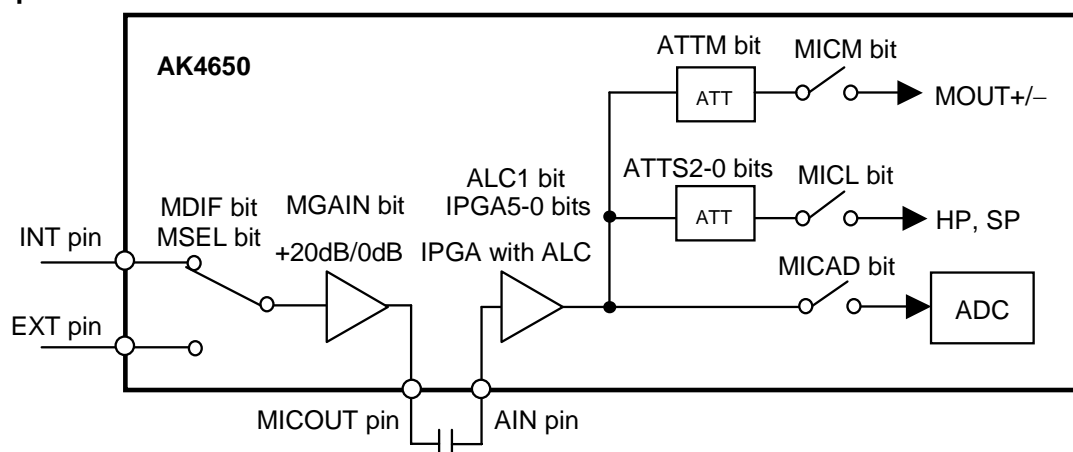 AK4650
ATTM bit
MICM bit
ATT
MOUT+/−
ATTS2-0 bits
MICL bit
ATT
HP, SP
MDIF bit
MSEL bit
MGAIN bit
+20dB/0dB
ALC1 bit
IPGA5-0 bits
IPGA with ALC
MICAD bit
ADC
INT pin
EXT pin
MICOUT pin
AIN pin